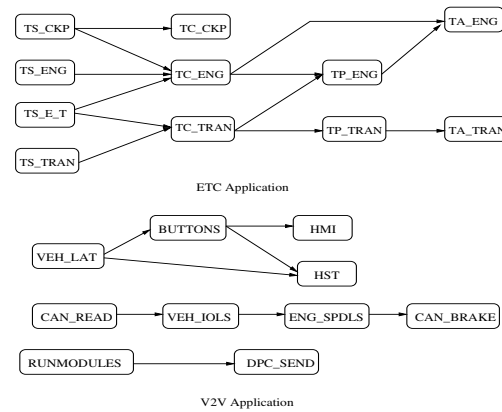 TS_CKP TC_CKP TA_ENG
TS_ENG TC_ENG TP_ENG
TS_E_T
TC_TRAN TP_TRAN TA_TRAN
TS_TRAN
ETC Application
BUTTONS HMI
VEH_LAT
HST
CAN_READ VEH_IOLS ENG_SPDLS CAN_BRAKE
RUNMODULES DPC_SEND
V2V Application